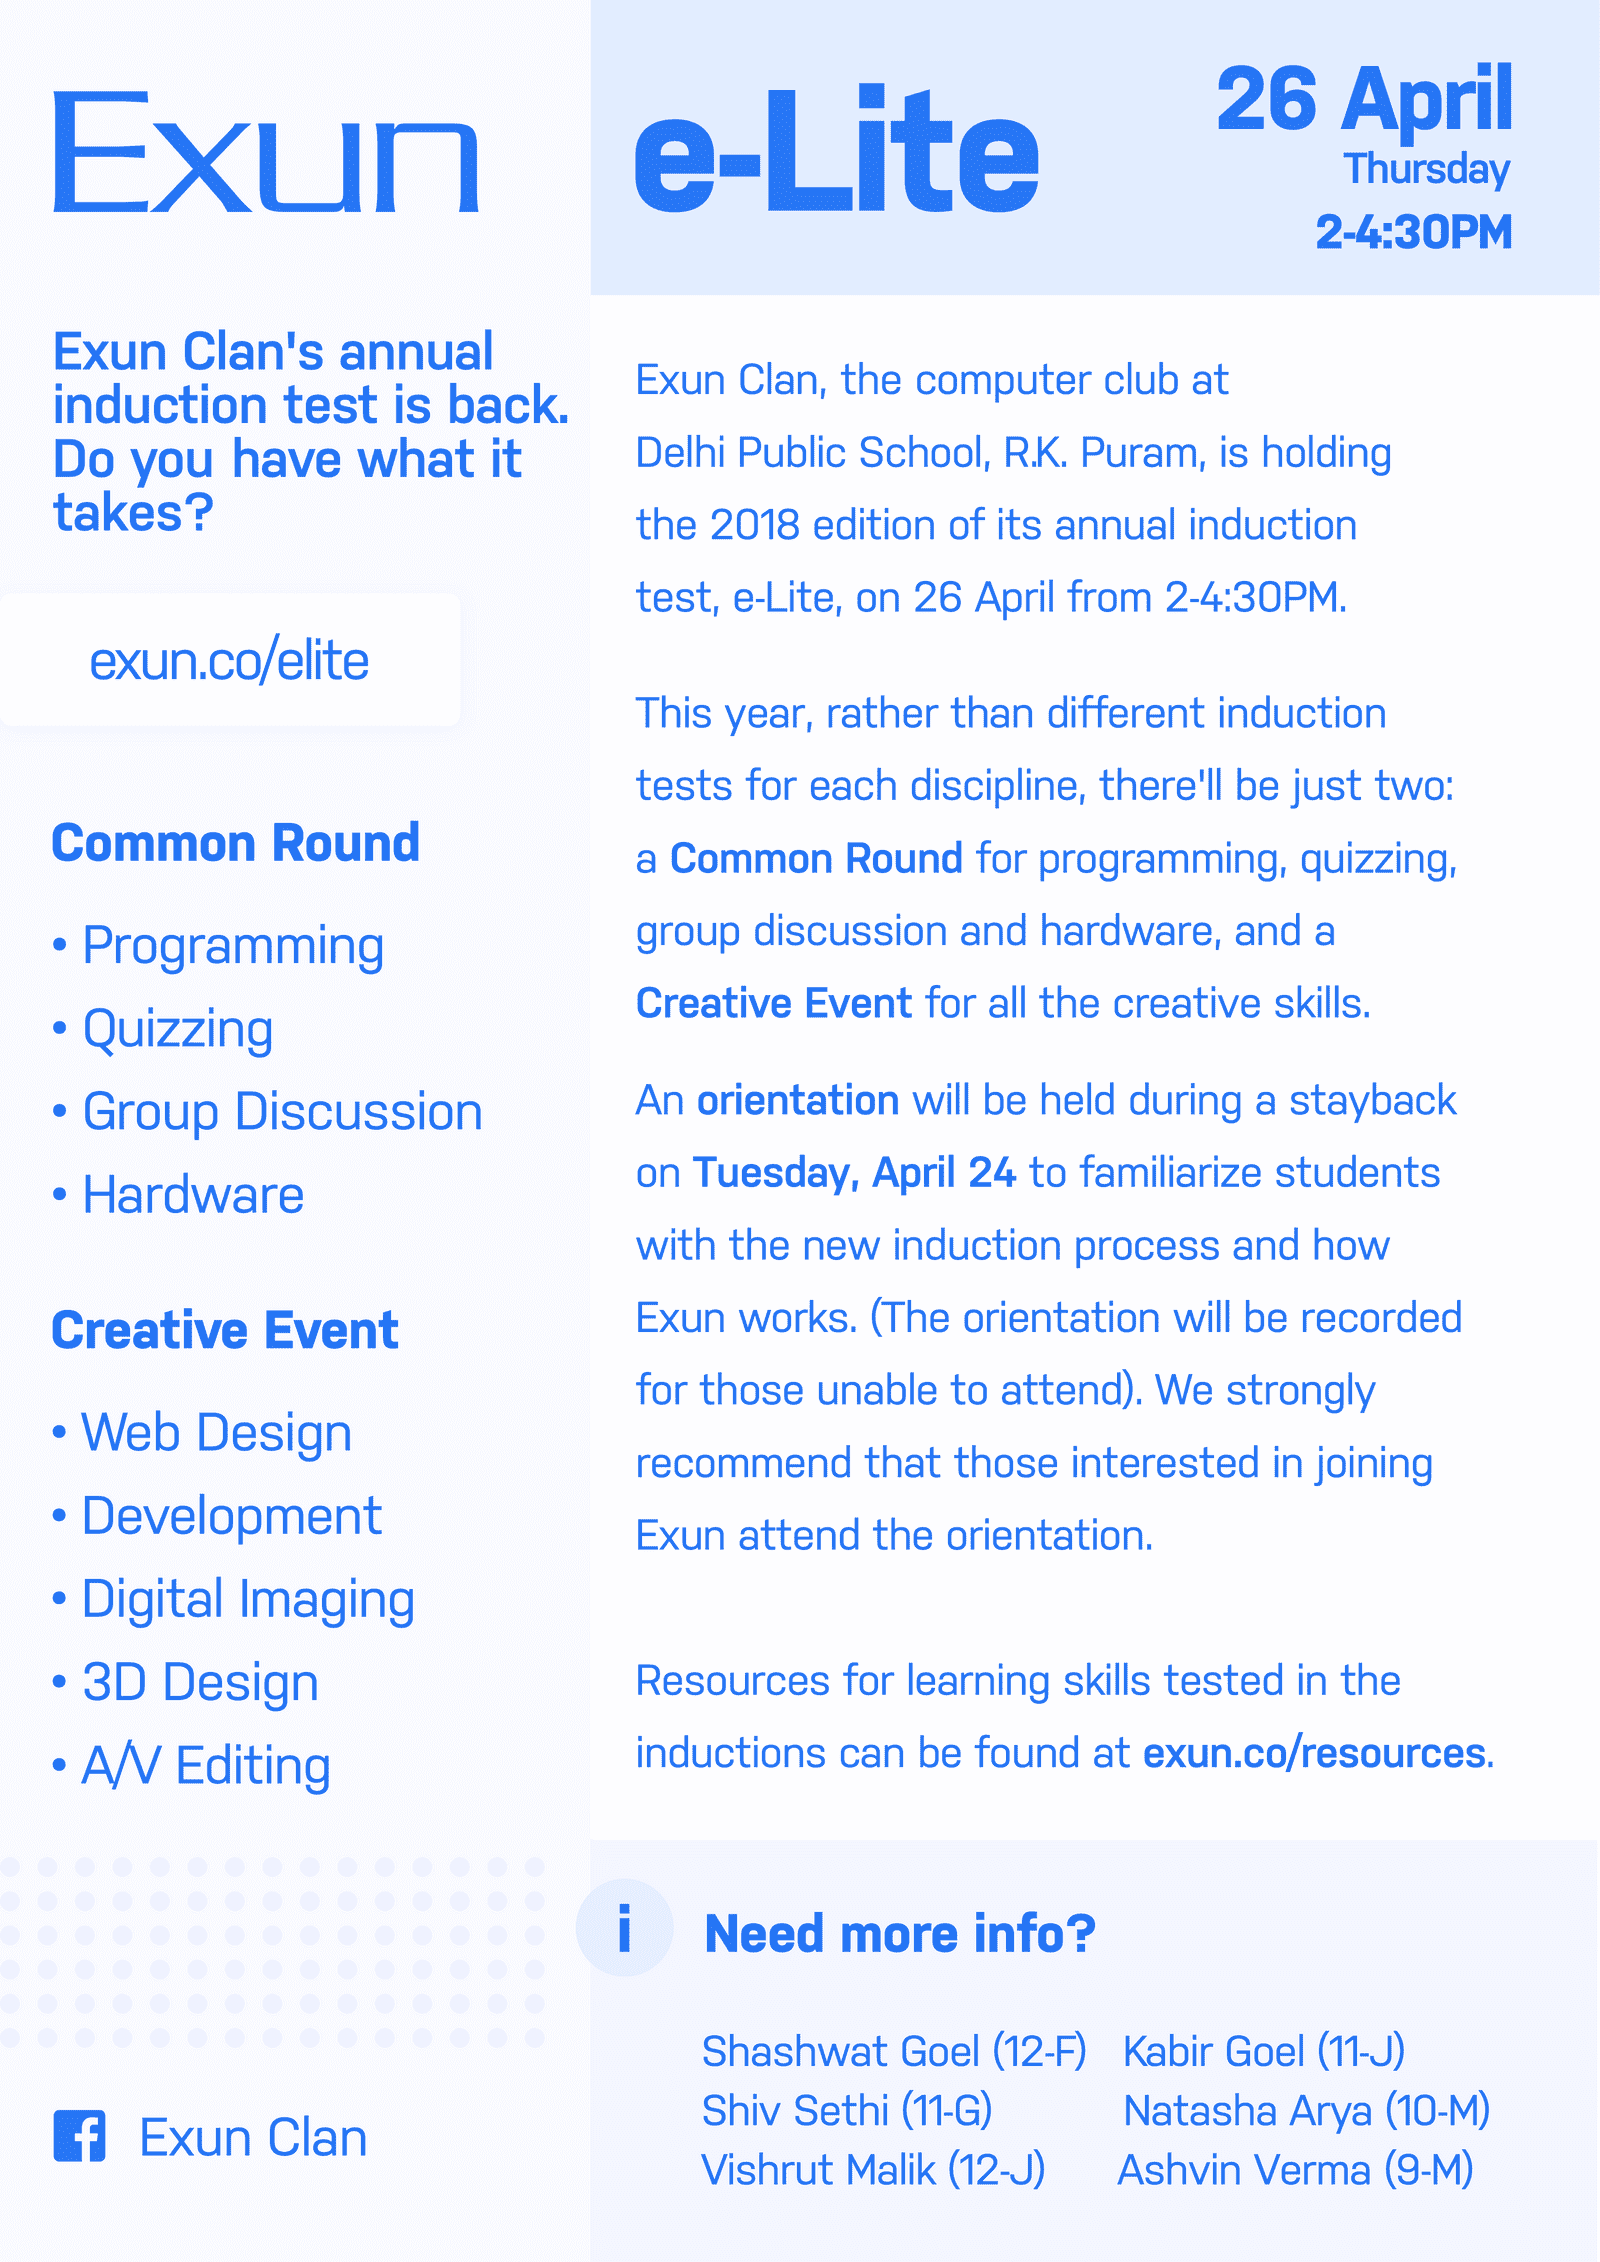 Exun
Exun Clan's annual
induction test is back.
Do you have what it
takes?
exun.co/elite
Common Round
• Programming
• Quizzing
• Group Discussion
• Hardware
Creative Event
• Web Design
• Development
• Digital Imaging
• 3D Design
• A/V Editing
Exun Clan
e-Lite
26 April
Thursday
2-4:30PM
Exun Clan, the computer club at
Delhi Public School, R.K. Puram, is holding
the 2018 edition of its annual induction
test, e-Lite, on 26 April from 2-4:30PM.
This year, rather than different induction
tests for each discipline, there'll be just two:
a Common Round for programming, quizzing,
group discussion and hardware, and a
Creative Event for all the creative skills.
An orientation will be held during a stayback
on Tuesday, April 24 to familiarize students
with the new induction process and how
Exun works. (The orientation will be recorded
for those unable to attend). We strongly
recommend that those interested in joining
Exun attend the orientation.
Resources for learning skills tested in the
inductions can be found at exun.co/resources.
i Need more info?
Shashwat Goel (12-F) Kabir Goel (11-J)
Shiv Sethi (11-G) Natasha Arya (10-M)
Vishrut Malik (12-J) Ashvin Verma (9-M)